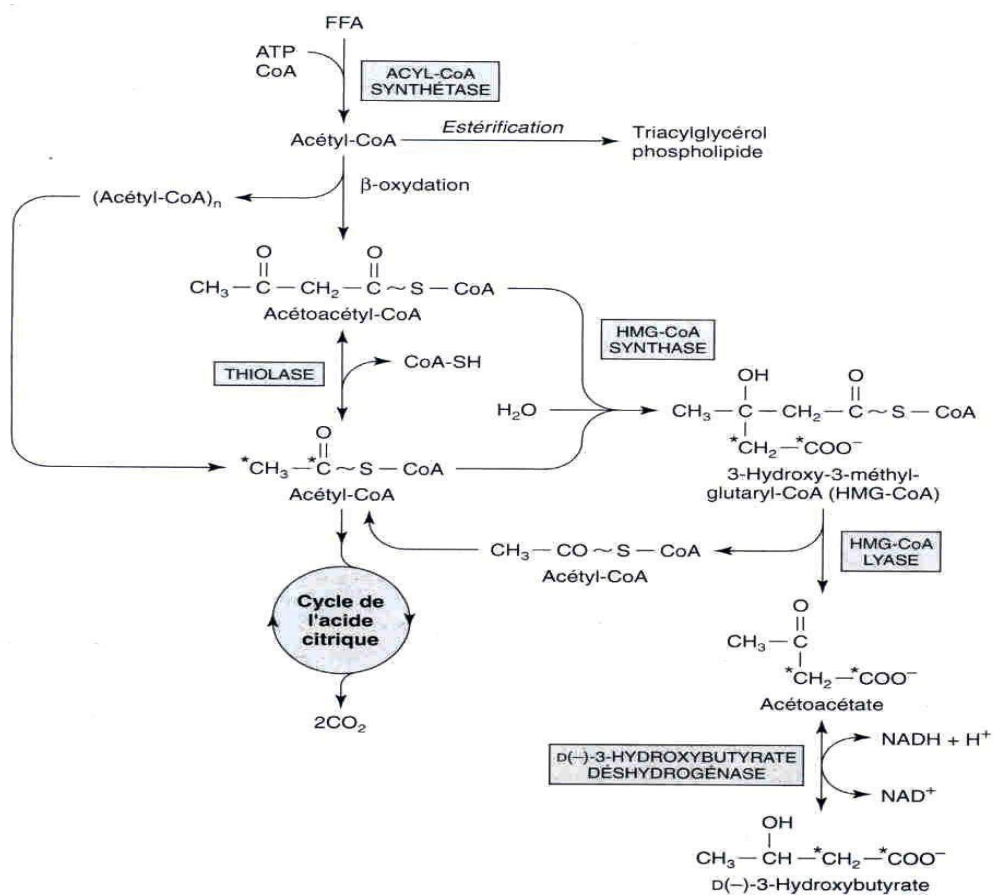 FFA
ATP
CoA
ACYL-CoA
SYNTHÉTASE
Acétyl-CoA
Estérification
Triacylglycérol
phospholipide
β-oxydation
(Acétyl-CoA)n
O O
CH₃ — C — CH₂ — C ~ S — CoA
Acétoacétyl-CoA
HMG-CoA
SYNTHASE
THIOLASE
CoA-SH
H₂O
OH O
CH₃ — C — CH₂ — C ~ S — CoA
*CH₂ — *COO⁻
3-Hydroxy-3-méthyl-
glutaryl-CoA (HMG-CoA)
O
*CH₃ — *C ~ S — CoA
Acétyl-CoA
CH₃ — CO ~ S — CoA
Acétyl-CoA
HMG-CoA
LYASE
Cycle de
l'acide
citrique
2CO₂
O
CH₃ — C
*CH₂ — *COO⁻
Acétoacétate
D(–)-3-HYDROXYBUTYRATE
DÉSHYDROGÉNASE
NADH + H⁺
NAD⁺
OH
CH₃ — CH — *CH₂ — *COO⁻
D(–)-3-Hydroxybutyrate